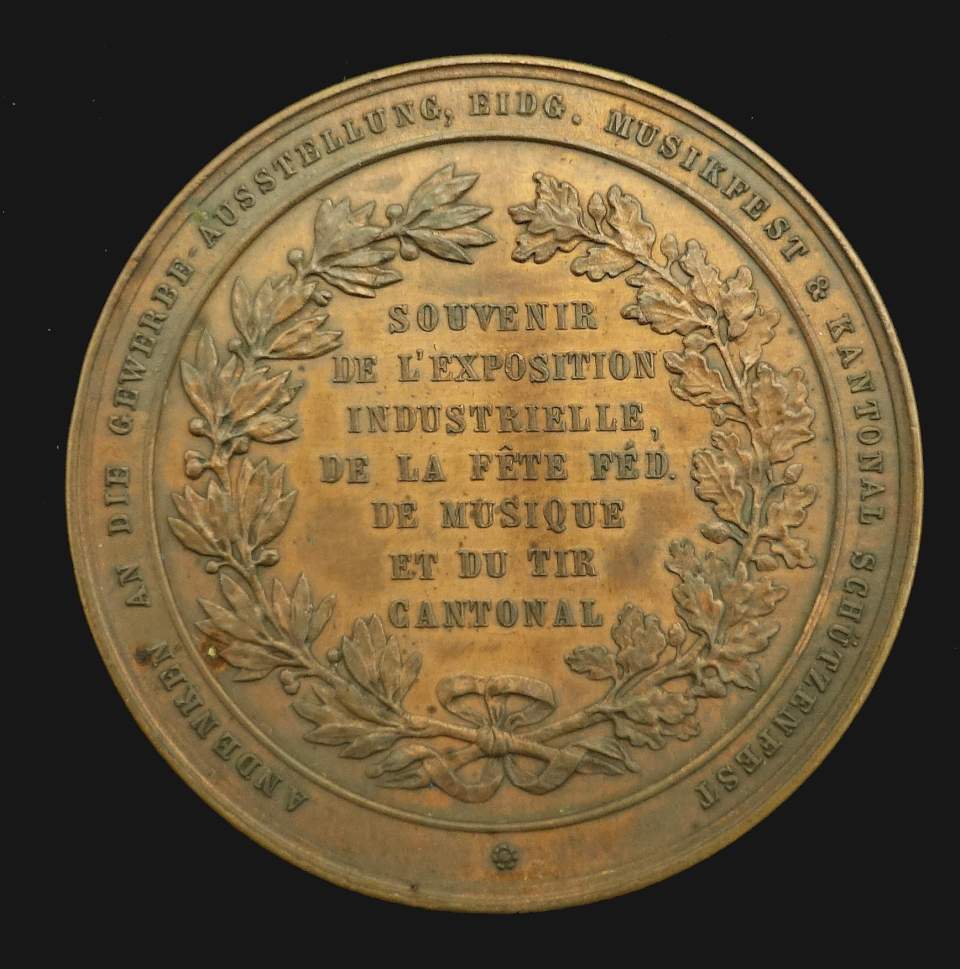 ANDENKEN AN DIE GEWERBE-AUSSTELLUNG, EIDG. MUSIKFEST & KANTONAL SCHÜTZENFEST
SOUVENIR
DE L'EXPOSITION
INDUSTRIELLE,
DE LA FÊTE FÉD.
DE MUSIQUE
ET DU TIR
CANTONAL